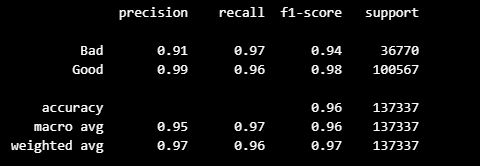 precision recall f1-score support
Bad 0.91 0.97 0.94 36770
Good 0.99 0.96 0.98 100567
accuracy 0.96 137337
macro avg 0.95 0.97 0.96 137337
weighted avg 0.97 0.96 0.97 137337